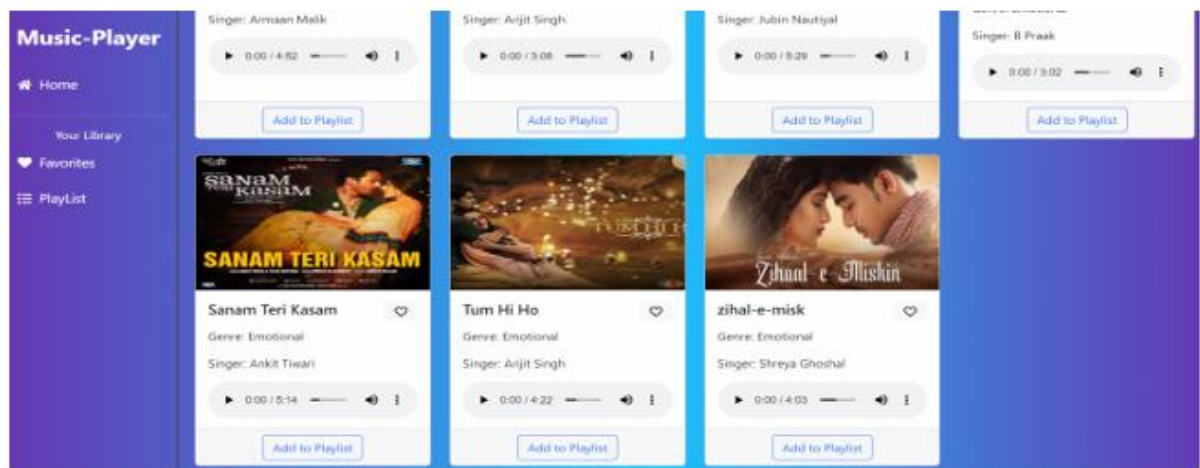 Music-Player
Home
Your Library
Favorites
PlayList
Singer: Armaan Malik
0:00 / 4:52
Add to Playlist
Singer: Arijit Singh
0:00 / 3:08
Add to Playlist
Singer: Jubin Nautiyal
0:00 / 5:29
Add to Playlist
Singer: B Praak
0:00 / 3:02
Add to Playlist
SANAM
TERI KASAM
SANAM TERI KASAM
Sanam Teri Kasam
Genre: Emotional
Singer: Ankit Tiwari
0:00 / 5:14
Add to Playlist
TUM HI H
Tum Hi Ho
Genre: Emotional
Singer: Arijit Singh
0:00 / 4:22
Add to Playlist
Zihaal e Miskin
zihal-e-misk
Genre: Emotional
Singer: Shreya Ghoshal
0:00 / 4:03
Add to Playlist